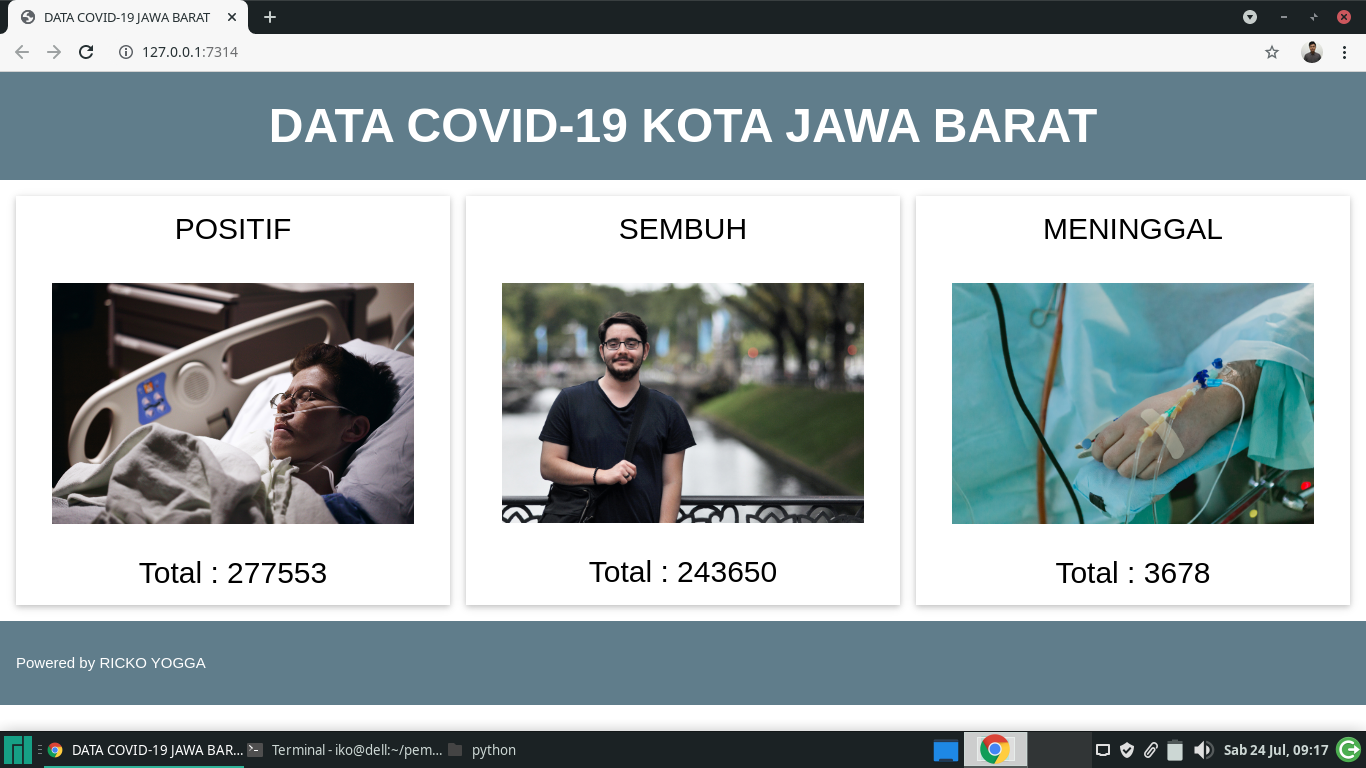 DATA COVID-19 JAWA BARAT
127.0.0.1:7314
DATA COVID-19 KOTA JAWA BARAT
POSITIF
SEMBUH
MENINGGAL
Total : 277553
Total : 243650
Total : 3678
Powered by RICKO YOGGA
DATA COVID-19 JAWA BAR...
Terminal - iko@dell:~/pem...
python
Sab 24 Jul, 09:17